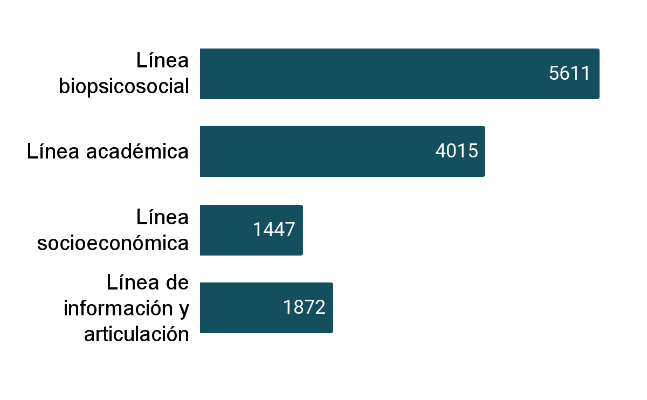 Línea
biopsicosocial
5611
Línea académica
4015
Línea
socioeconómica
1447
Línea de
información y
articulación
1872